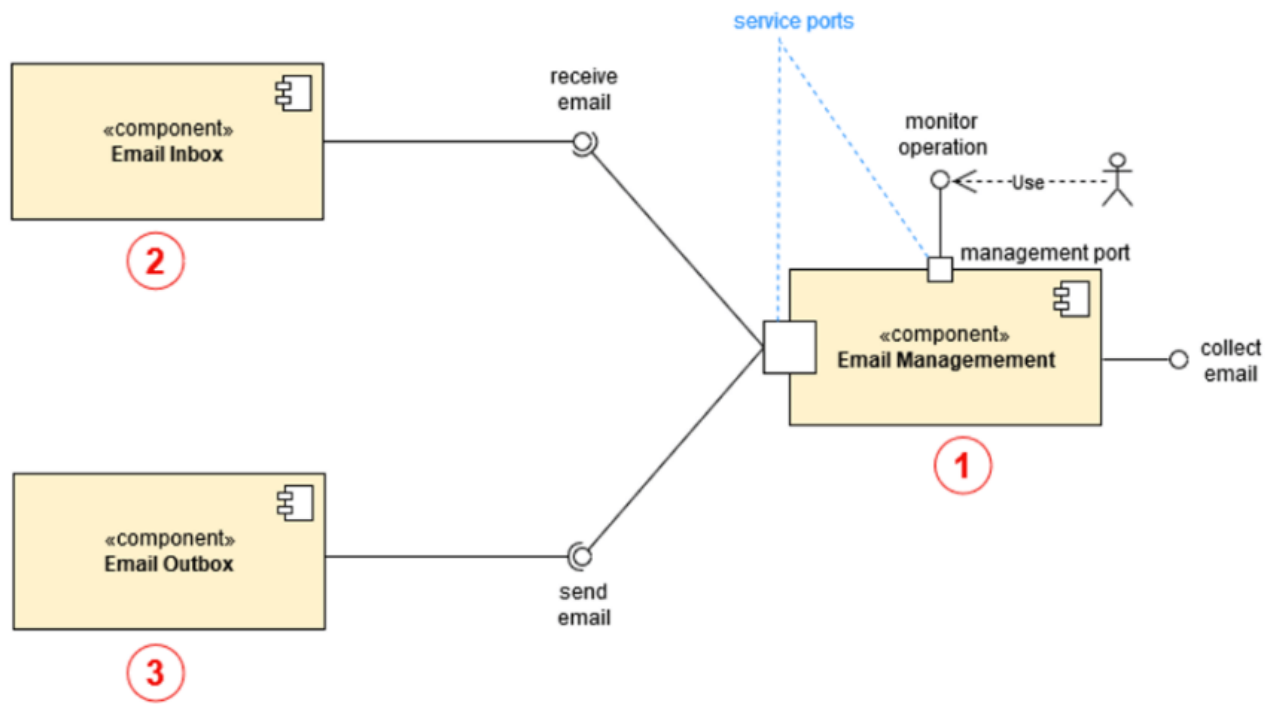 service ports
receive
email
monitor
operation
«component»
Email Inbox
Use
2
management port
«component»
Email Managemement
collect
email
1
«component»
Email Outbox
send
email
3